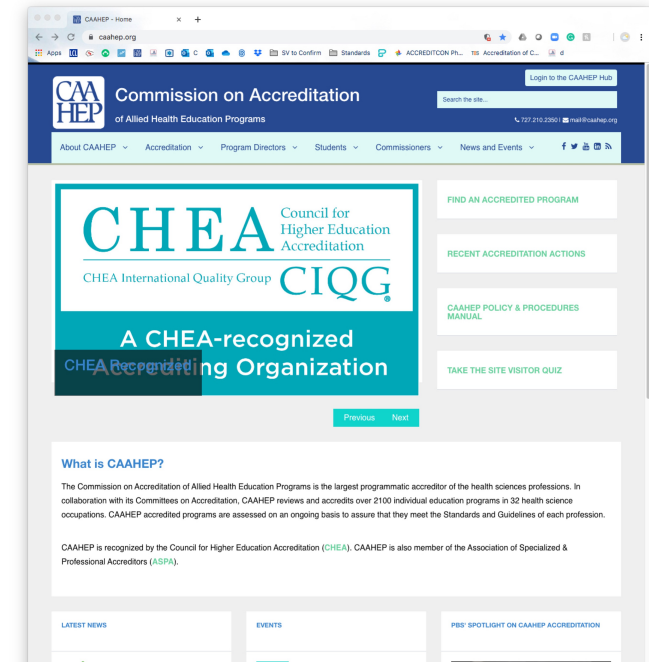 CAAHEP - Home
caahep.org
Apps
C
SV to Confirm
Standards
ACCREDITCON Ph...
Accreditation of C...
d
Login to the CAAHEP Hub
CAA
HEP
Commission on Accreditation
of Allied Health Education Programs
Search the site...
727.210.2350 | mail@caahep.org
About CAAHEP
Accreditation
Program Directors
Students
Commissioners
News and Events
CHEA
Council for
Higher Education
Accreditation
CHEA International Quality Group
CIQG®
A CHEA-recognized
Accrediting Organization
CHEA Recognized
FIND AN ACCREDITED PROGRAM
RECENT ACCREDITATION ACTIONS
CAAHEP POLICY & PROCEDURES
MANUAL
TAKE THE SITE VISITOR QUIZ
Previous Next
What is CAAHEP?
The Commission on Accreditation of Allied Health Education Programs is the largest programmatic accreditor of the health sciences professions. In
collaboration with its Committees on Accreditation, CAAHEP reviews and accredits over 2100 individual education programs in 32 health science
occupations. CAAHEP accredited programs are assessed on an ongoing basis to assure that they meet the Standards and Guidelines of each profession.
CAAHEP is recognized by the Council for Higher Education Accreditation (CHEA). CAAHEP is also member of the Association of Specialized &
Professional Accreditors (ASPA).
LATEST NEWS
EVENTS
PBS' SPOTLIGHT ON CAAHEP ACCREDITATION